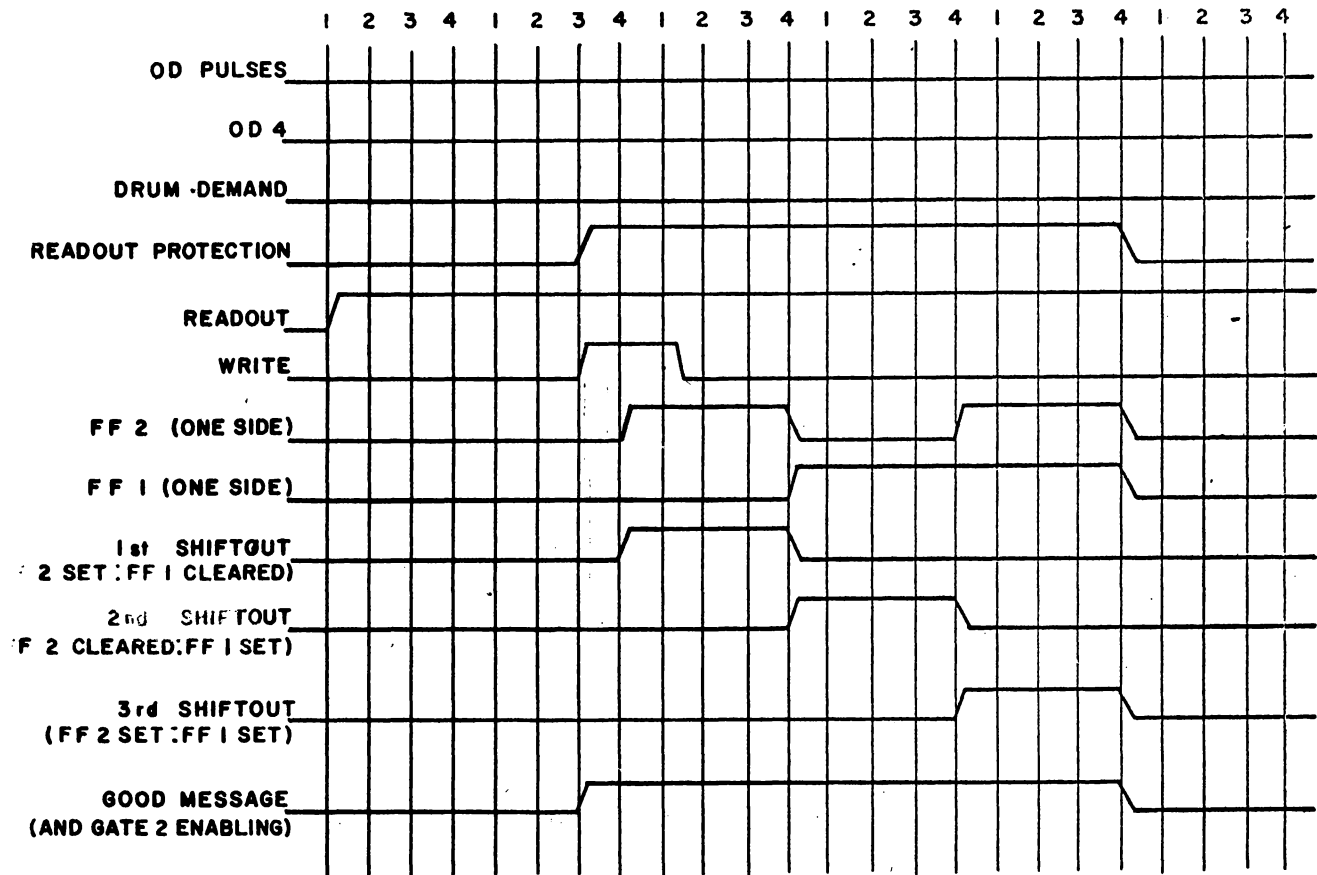 1 2 3 4 1 2 3 4 1 2 3 4 1 2 3 4 1 2 3 4 1 2 3 4
OD PULSES
OD 4
DRUM DEMAND
READOUT PROTECTION
READOUT
WRITE
FF 2 (ONE SIDE)
FF 1 (ONE SIDE)
1st SHIFTOUT
2 SET:FF 1 CLEARED)
2nd SHIFTOUT
F 2 CLEARED:FF 1 SET)
3rd SHIFTOUT
(FF 2 SET:FF 1 SET)
GOOD MESSAGE
(AND GATE 2 ENABLING)